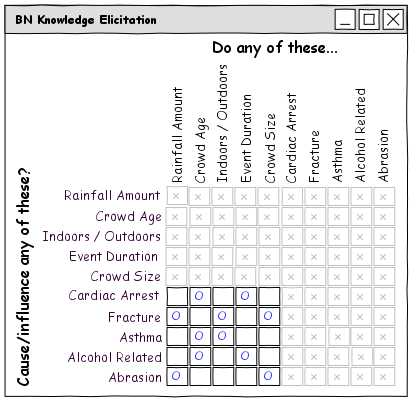 BN Knowledge Elicitation
Do any of these...
Rainfall Amount
Crowd Age
Indoors / Outdoors
Event Duration
Crowd Size
Cardiac Arrest
Fracture
Asthma
Alcohol Related
Abrasion
Cause/influence any of these?
Rainfall Amount × × × × × × × × × ×
Crowd Age × × × × × × × × × ×
Indoors / Outdoors × × × × × × × × × ×
Event Duration × × × × × × × × × ×
Crowd Size × × × × × × × × × ×
Cardiac Arrest O O × × × × ×
Fracture O O O × × × × ×
Asthma O O × × × × ×
Alcohol Related O O × × × × ×
Abrasion O O × × × × ×